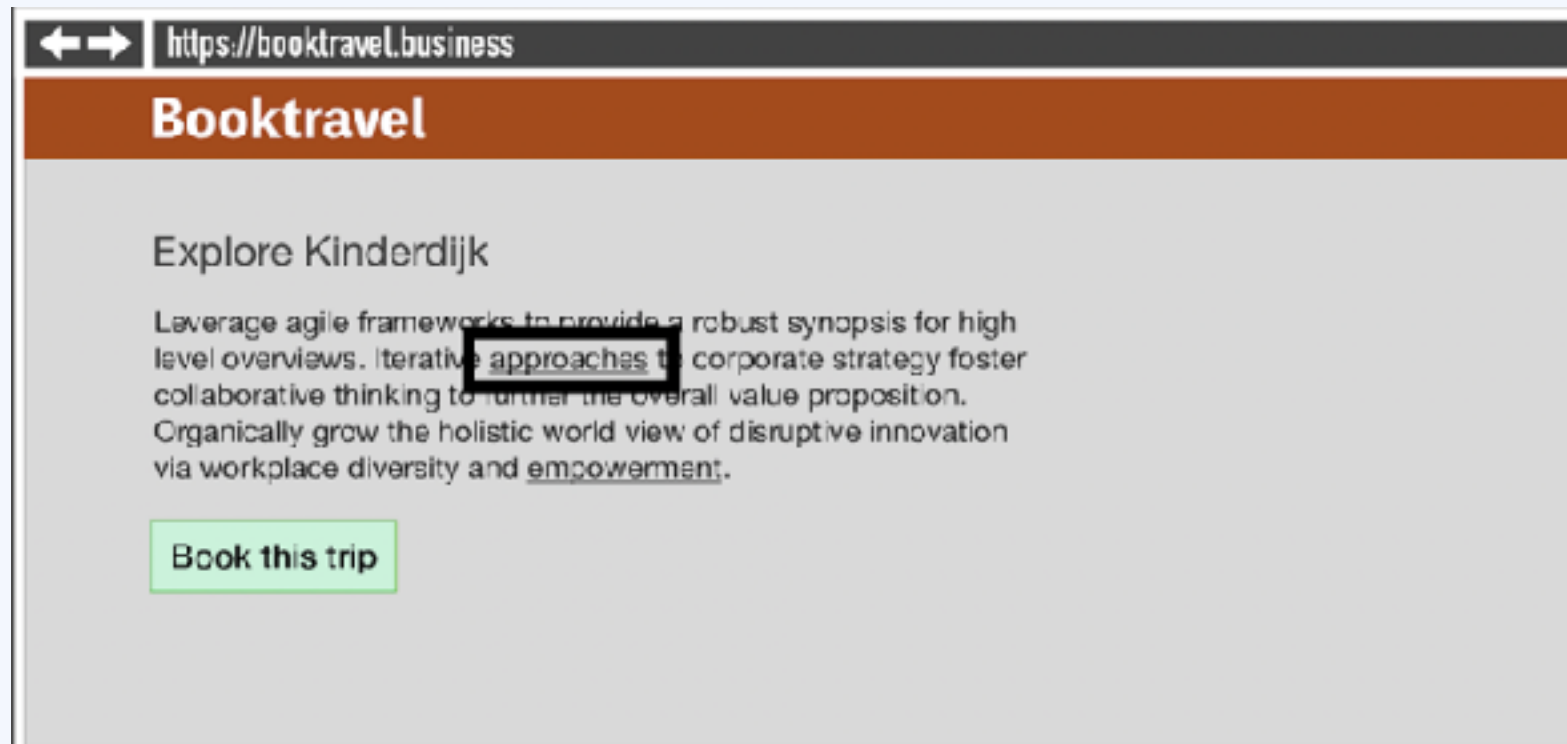 https://booktravel.business
Booktravel
Explore Kinderdijk
Leverage agile frameworks to provide a robust synopsis for high
level overviews. Iterative approaches to corporate strategy foster
collaborative thinking to further the overall value proposition.
Organically grow the holistic world view of disruptive innovation
via workplace diversity and empowerment.
Book this trip